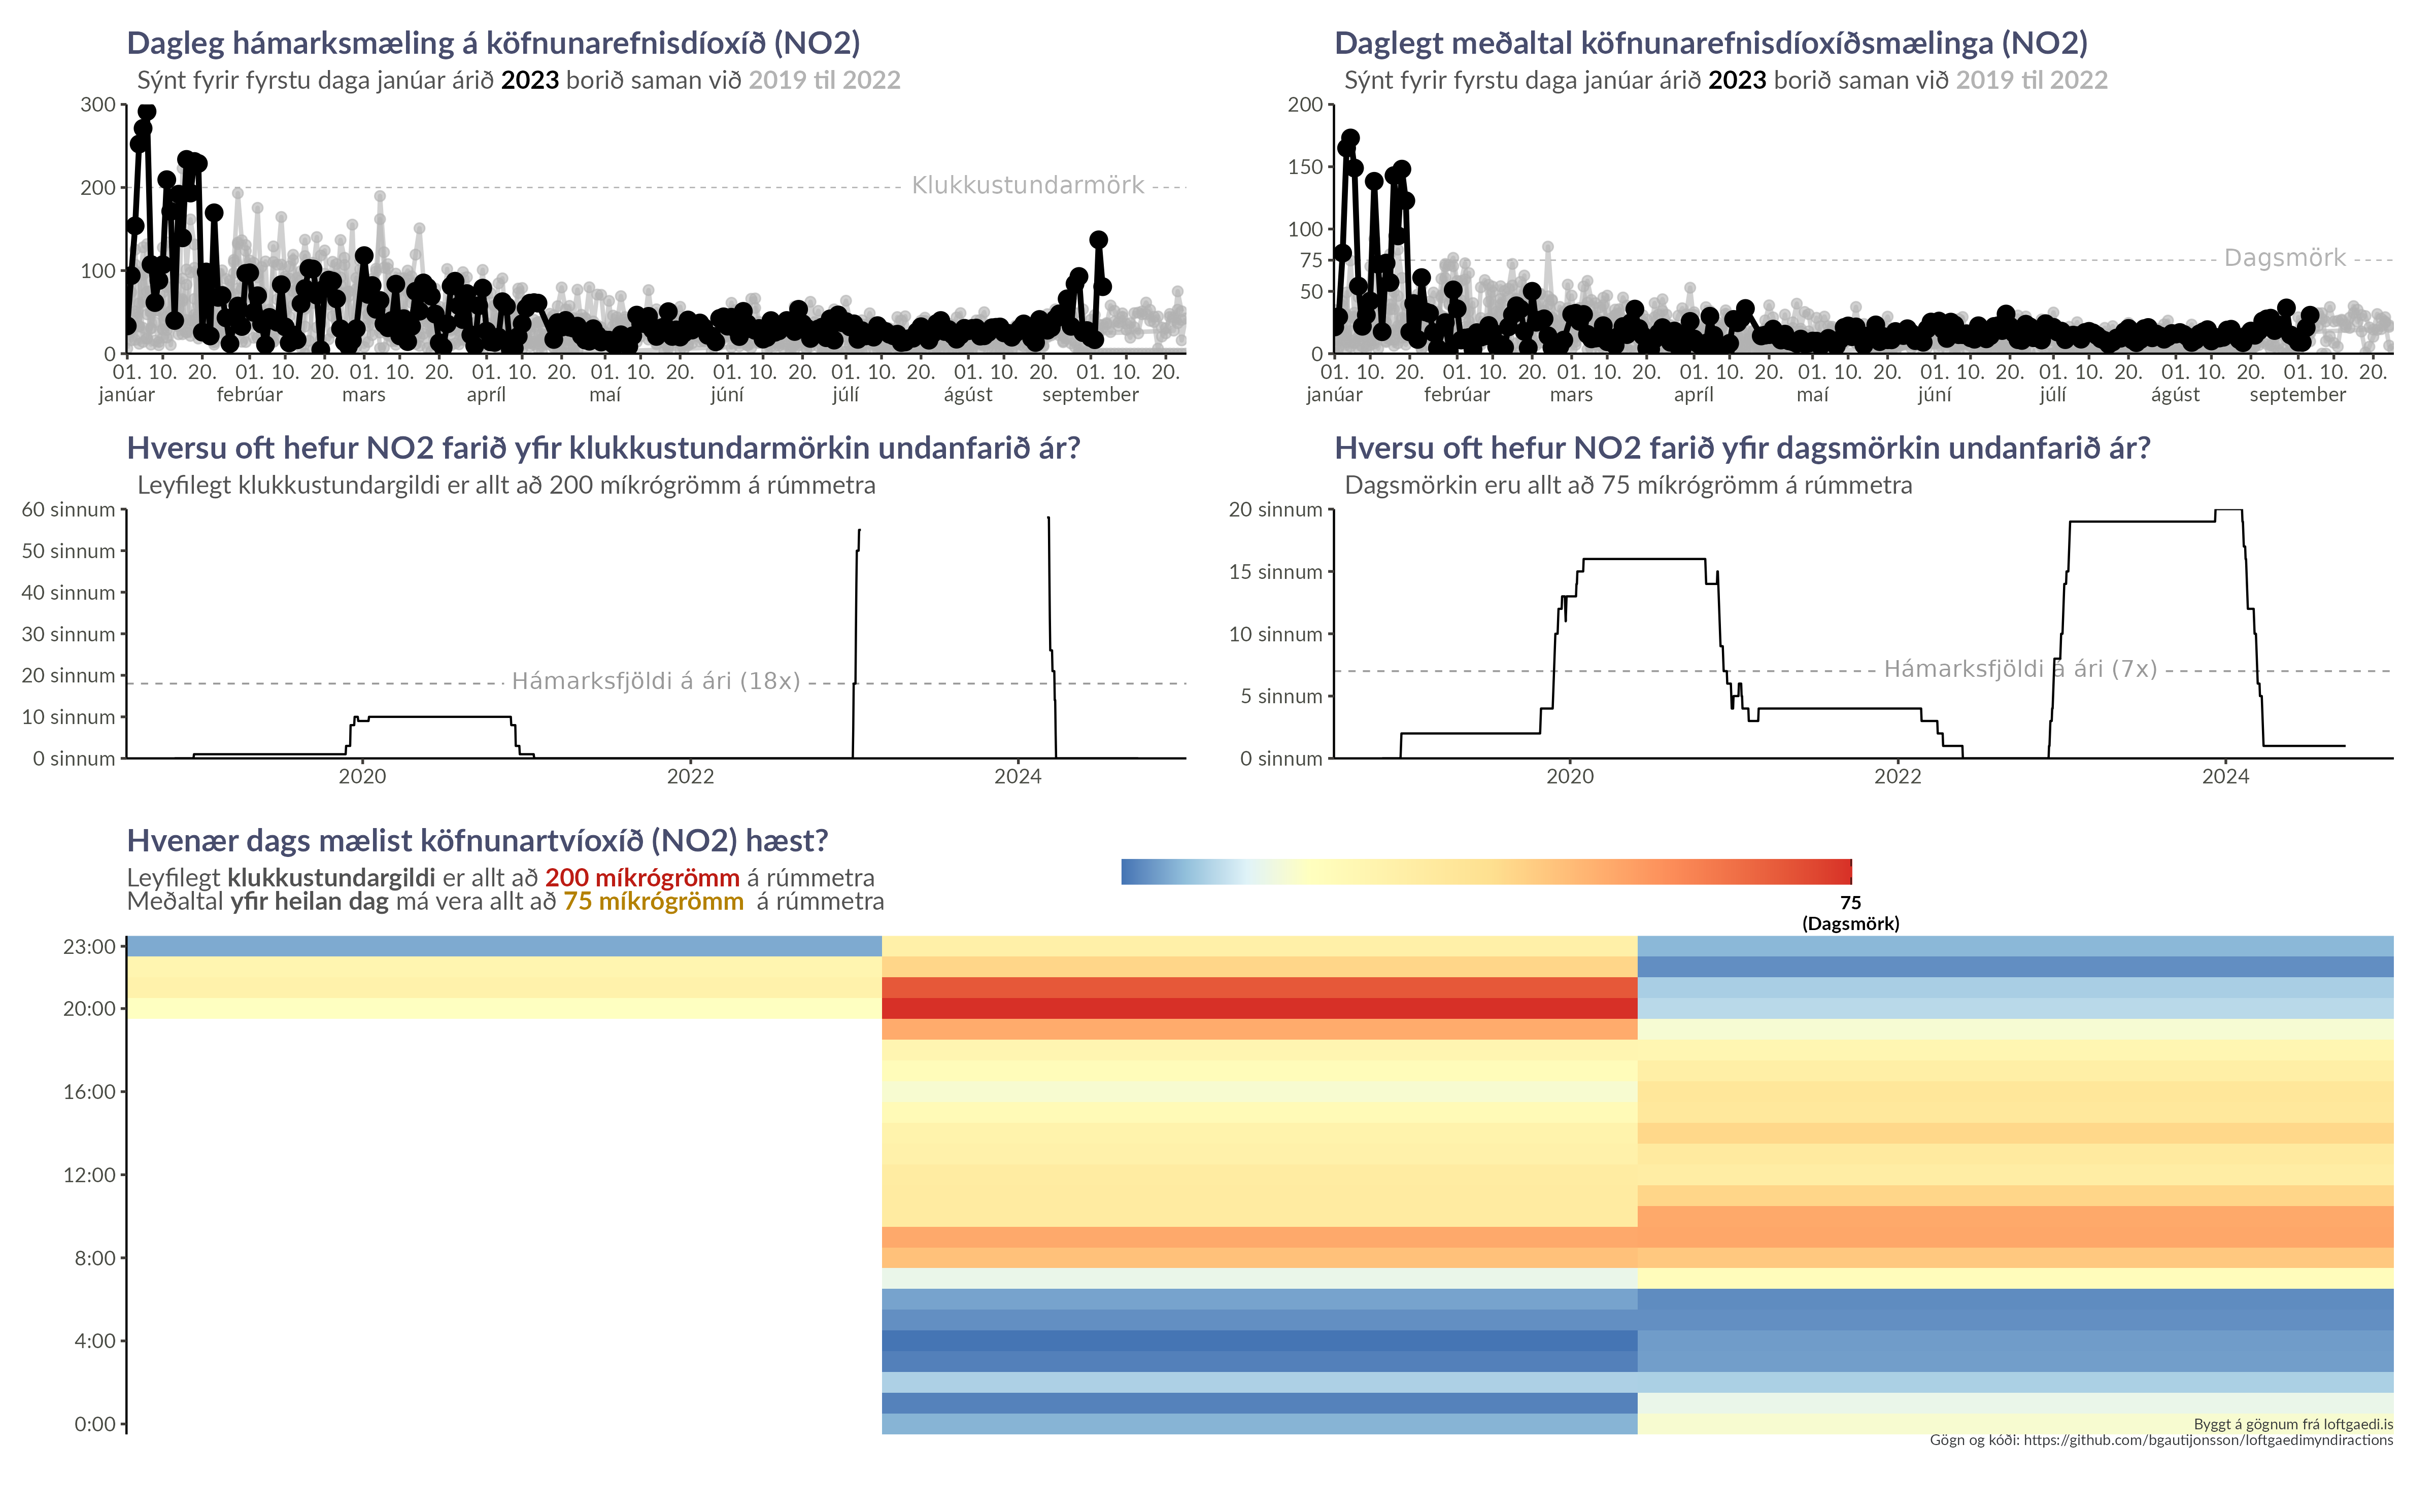 Dagleg hámarksmæling á köfnunarefnisdíoxíð (NO2)
Sýnt fyrir fyrstu daga janúar árið 2023 borið saman við 2019 til 2022
300
200
100
0
Klukkustundarmörk
01. 10. 20. 01. 10. 20. 01. 10. 20. 01. 10. 20. 01. 10. 20. 01. 10. 20. 01. 10. 20. 01. 10. 20. 01. 10. 20.
janúar febrúar mars apríl maí júní júlí ágúst september
Daglegt meðaltal köfnunarefnisdíoxíðsmælinga (NO2)
Sýnt fyrir fyrstu daga janúar árið 2023 borið saman við 2019 til 2022
200
150
100
75
50
0
Dagsmörk
01. 10. 20. 01. 10. 20. 01. 10. 20. 01. 10. 20. 01. 10. 20. 01. 10. 20. 01. 10. 20. 01. 10. 20. 01. 10. 20.
janúar febrúar mars apríl maí júní júlí ágúst september
Hversu oft hefur NO2 farið yfir klukkustundarmörkin undanfarið ár?
Leyfilegt klukkustundargildi er allt að 200 míkrógrömm á rúmmetra
60 sinnum
50 sinnum
40 sinnum
30 sinnum
20 sinnum
10 sinnum
0 sinnum
Hámarksfjöldi á ári (18x)
2020 2022 2024
Hversu oft hefur NO2 farið yfir dagsmörkin undanfarið ár?
Dagsmörkin eru allt að 75 míkrógrömm á rúmmetra
20 sinnum
15 sinnum
10 sinnum
5 sinnum
0 sinnum
Hámarksfjöldi á ári (7x)
2020 2022 2024
Hvenær dags mælist köfnunartvíoxíð (NO2) hæst?
Leyfilegt klukkustundargildi er allt að 200 míkrógrömm á rúmmetra
Meðaltal yfir heilan dag má vera allt að 75 míkrógrömm á rúmmetra
75
(Dagsmörk)
23:00
20:00
16:00
12:00
8:00
4:00
0:00
Byggt á gögnum frá loftgaedi.is
Gögn og kóði: https://github.com/bgautijonsson/loftgaedimyndiractions